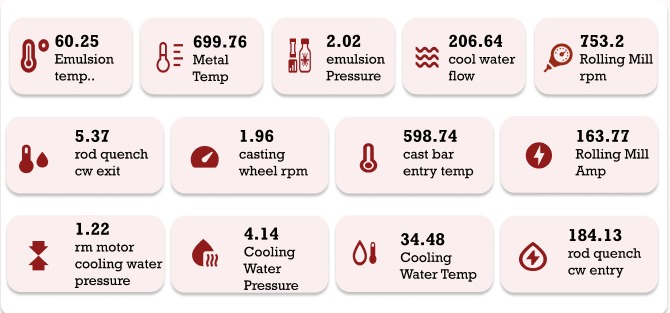 60.25
Emulsion
temp..
699.76
Metal
Temp
2.02
emulsion
Pressure
206.64
cool water
flow
753.2
Rolling Mill
rpm
5.37
rod quench
cw exit
1.96
casting
wheel rpm
598.74
cast bar
entry temp
163.77
Rolling Mill
Amp
1.22
rm motor
cooling water
pressure
4.14
Cooling
Water
Pressure
34.48
Cooling
Water Temp
184.13
rod quench
cw entry